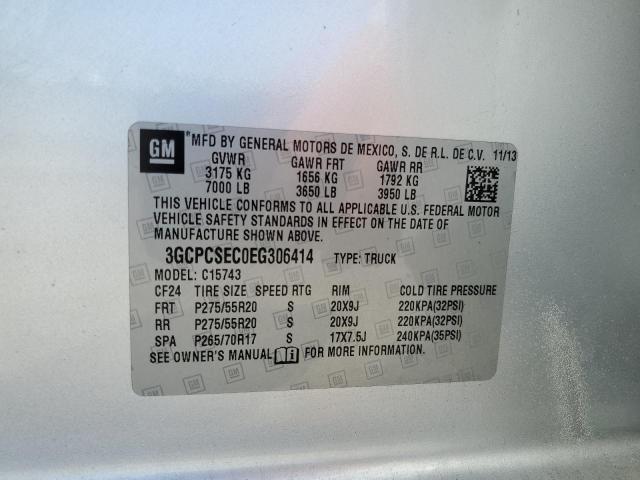 GM ® MFD BY GENERAL MOTORS DE MEXICO, S. DE R.L. DE C.V. 11/13
GVWR GAWR FRT GAWR RR
3175 KG 1656 KG 1792 KG
7000 LB 3650 LB 3950 LB
THIS VEHICLE CONFORMS TO ALL APPLICABLE U.S. FEDERAL MOTOR
VEHICLE SAFETY STANDARDS IN EFFECT ON THE DATE OF
MANUFACTURE SHOWN ABOVE.
3GCPCSEC0EG306414 TYPE: TRUCK
MODEL: C15743
CF24 TIRE SIZE SPEED RTG RIM COLD TIRE PRESSURE
FRT P275/55R20 S 20X9J 220KPA(32PSI)
RR P275/55R20 S 20X9J 220KPA(32PSI)
SPA P265/70R17 S 17X7.5J 240KPA(35PSI)
SEE OWNER'S MANUAL FOR MORE INFORMATION.